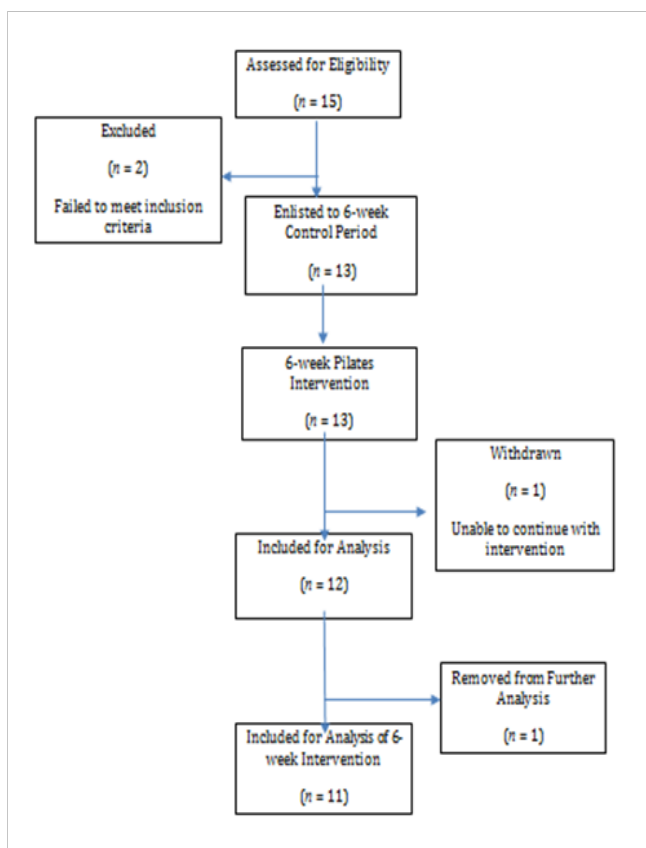 Assessed for Eligibility
(n = 15)
Excluded
(n = 2)
Failed to meet inclusion
criteria
Enlisted to 6-week
Control Period
(n = 13)
6-week Pilates
Intervention
(n = 13)
Withdrawn
(n = 1)
Unable to continue with
intervention
Included for Analysis
(n = 12)
Removed from Further
Analysis
(n = 1)
Included for Analysis of 6-
week Intervention
(n = 11)